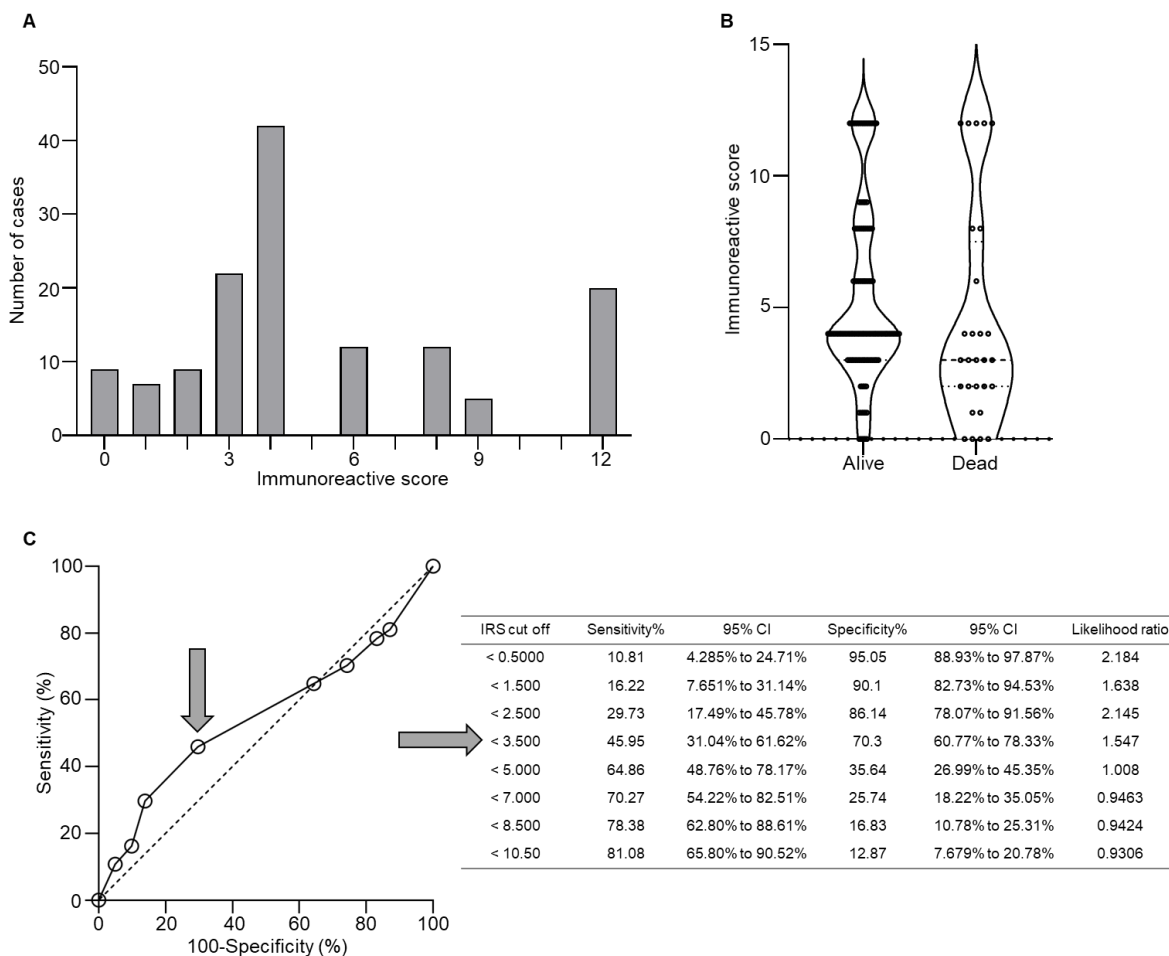 A
50
40
30
20
10
0
Number of cases
0 3 6 9 12
Immunoreactive score
B
15
10
5
0
Immunoreactive score
Alive Dead
C
100
80
60
40
20
0
Sensitivity (%)
0 20 40 60 80 100
100-Specificity (%)
IRS cut off Sensitivity% 95% CI Specificity% 95% CI Likelihood ratio
< 0.5000 10.81 4.285% to 24.71% 95.05 88.93% to 97.87% 2.184
< 1.500 16.22 7.651% to 31.14% 90.1 82.73% to 94.53% 1.638
< 2.500 29.73 17.49% to 45.78% 86.14 78.07% to 91.56% 2.145
< 3.500 45.95 31.04% to 61.62% 70.3 60.77% to 78.33% 1.547
< 5.000 64.86 48.76% to 78.17% 35.64 26.99% to 45.35% 1.008
< 7.000 70.27 54.22% to 82.51% 25.74 18.22% to 35.05% 0.9463
< 8.500 78.38 62.80% to 88.61% 16.83 10.78% to 25.31% 0.9424
< 10.50 81.08 65.80% to 90.52% 12.87 7.679% to 20.78% 0.9306